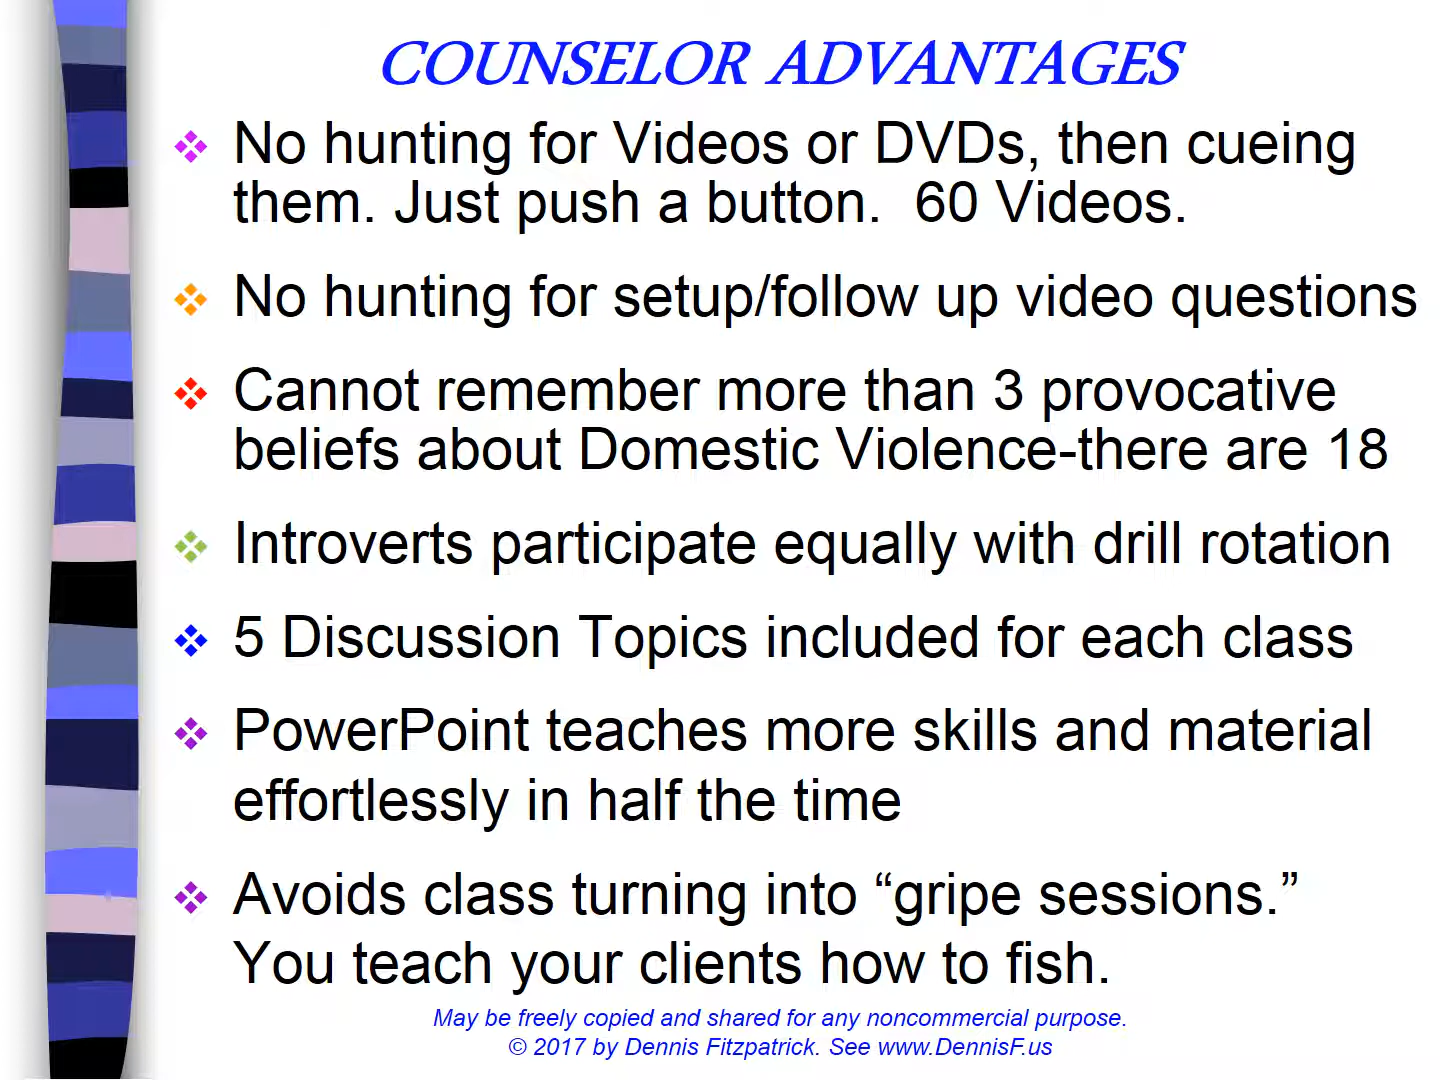 COUNSELOR ADVANTAGES
No hunting for Videos or DVDs, then cueing
them. Just push a button.  60 Videos.
No hunting for setup/follow up video questions
Cannot remember more than 3 provocative
beliefs about Domestic Violence-there are 18
Introverts participate equally with drill rotation
5 Discussion Topics included for each class
PowerPoint teaches more skills and material
effortlessly in half the time
Avoids class turning into “gripe sessions.”
You teach your clients how to fish.
May be freely copied and shared for any noncommercial purpose.
© 2017 by Dennis Fitzpatrick. See www.DennisF.us